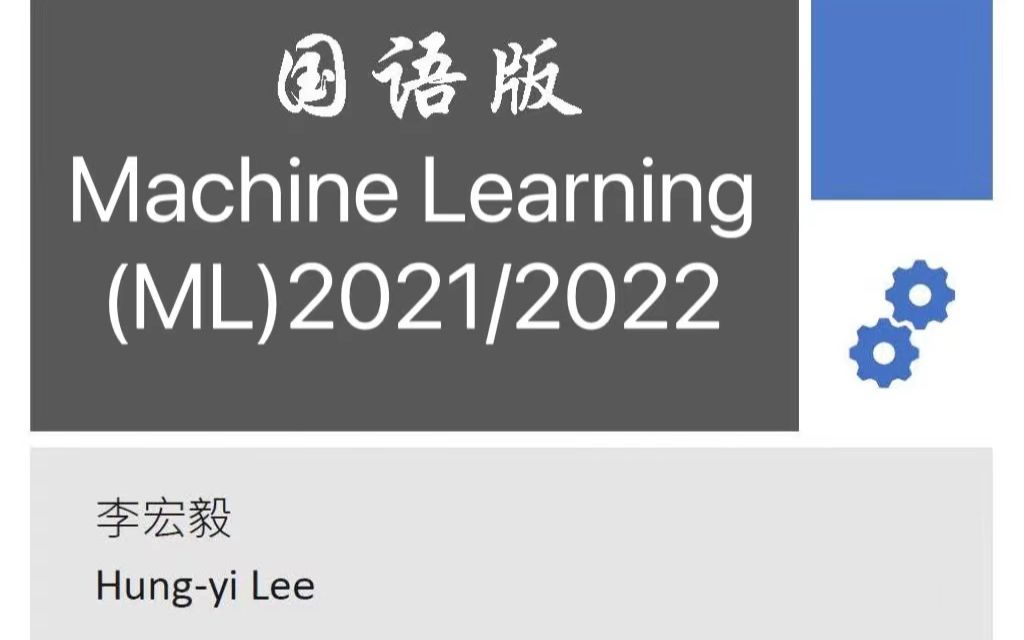 国语版
Machine Learning
(ML)2021/2022
李宏毅
Hung-yi Lee